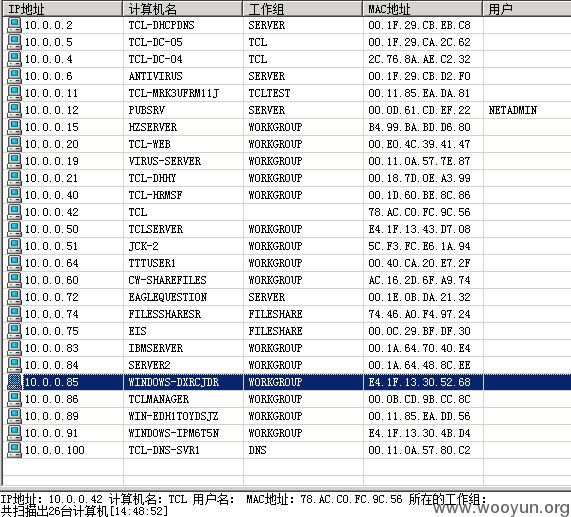 IP地址 计算机名 工作组 MAC地址 用户
10.0.0.2 TCL-DHCPDNS SERVER 00.1F.29.CB.EB.C8
10.0.0.5 TCL-DC-05 TCL 00.1F.29.CA.2C.62
10.0.0.4 TCL-DC-04 TCL 2C.76.8A.AE.C2.32
10.0.0.6 ANTIVIRUS SERVER 00.1F.29.CB.D2.F0
10.0.0.11 TCL-MRK3UFRM11J TCLTEST 00.11.85.EA.DA.81
10.0.0.12 PUBSRV SERVER 00.0D.61.CD.EF.22 NETADMIN
10.0.0.15 HZSERVER WORKGROUP B4.99.BA.BD.D6.80
10.0.0.20 TCL-WEB WORKGROUP 00.E0.4C.39.41.47
10.0.0.19 VIRUS-SERVER WORKGROUP 00.11.0A.57.7E.87
10.0.0.21 TCL-DHHY WORKGROUP 00.18.7D.0E.A3.99
10.0.0.40 TCL-HRMSF WORKGROUP 00.1D.60.BE.8C.86
10.0.0.42 TCL 78.AC.C0.FC.9C.56
10.0.0.50 TCLSERVER WORKGROUP E4.1F.13.43.D7.08
10.0.0.51 JCK-2 WORKGROUP 5C.F3.FC.E6.1A.94
10.0.0.64 TTTUSER1 WORKGROUP 00.40.CA.20.E7.2F
10.0.0.60 CW-SHAREFILES WORKGROUP AC.16.2D.6F.A9.74
10.0.0.72 EAGLEQUESTION SERVER 00.1E.0B.DA.21.32
10.0.0.74 FILESSHARESR FILESHARE 74.46.A0.F4.97.24
10.0.0.75 EIS FILESHARE 00.0C.29.BF.DF.30
10.0.0.83 IBMSERVER WORKGROUP 00.1A.64.70.40.E4
10.0.0.84 SERVER2 WORKGROUP 00.1A.64.48.8C.EE
10.0.0.85 WINDOWS-DXRCJDR WORKGROUP E4.1F.13.30.52.68
10.0.0.86 TCLMANAGER WORKGROUP 00.0B.CD.9B.CC.8C
10.0.0.89 WIN-EDH1TOYDSJZ WORKGROUP 00.11.85.EA.DD.56
10.0.0.91 WINDOWS-IPM6T5N WORKGROUP E4.1F.13.30.4B.D4
10.0.0.100 TCL-DNS-SVR1 DNS 00.11.0A.57.80.C2
IP地址: 10.0.0.42 计算机名: TCL 用户名: MAC地址: 78.AC.C0.FC.9C.56 所在的工作组:
共扫描出26台计算机[14:48:52]
www.wooyun.org